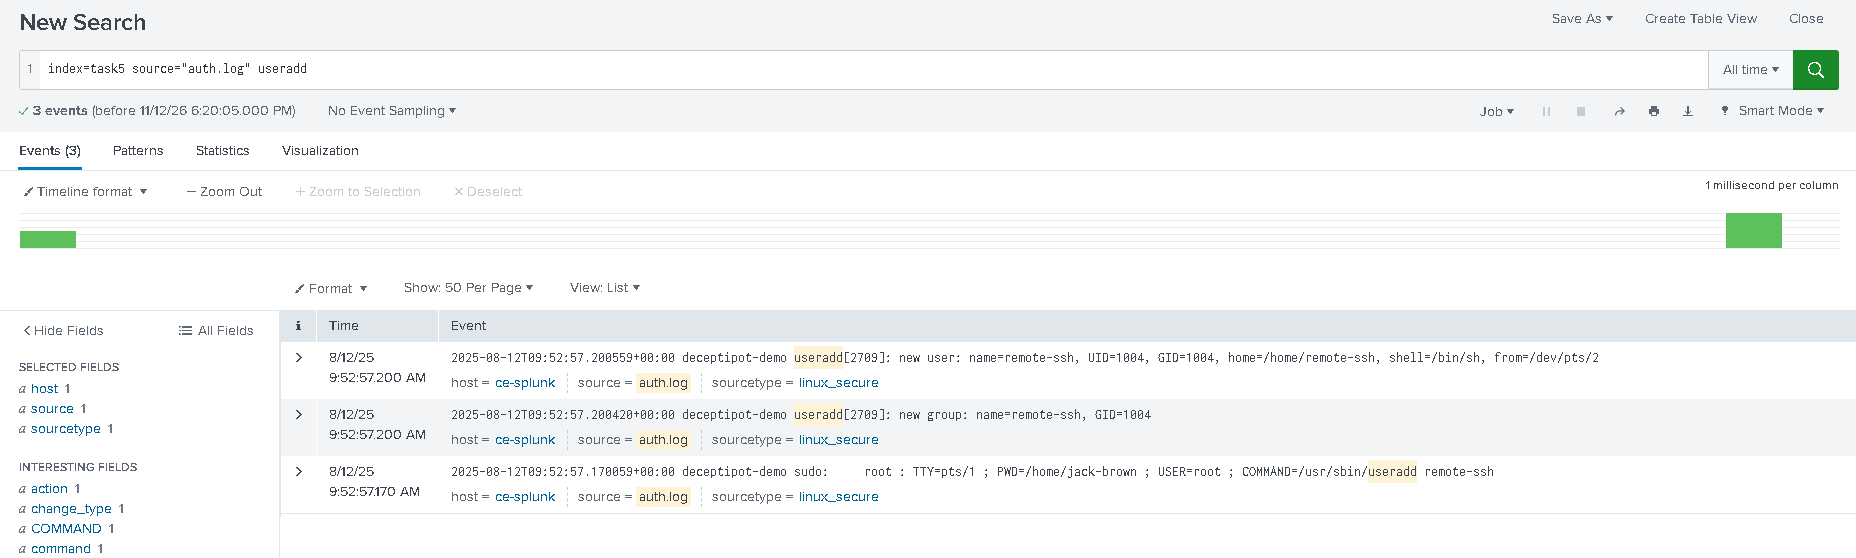 New Search
Save As ▾ Create Table View Close
1 index=task5 source="auth.log" useradd
All time ▾
✓ 3 events (before 11/12/26 6:20:05.000 PM) No Event Sampling ▾
Job ▾ Smart Mode ▾
Events (3) Patterns Statistics Visualization
Timeline format ▾ — Zoom Out + Zoom to Selection × Deselect
1 millisecond per column
Format ▾ Show: 50 Per Page ▾ View: List ▾
< Hide Fields All Fields
SELECTED FIELDS
a host 1
a source 1
a sourcetype 1
INTERESTING FIELDS
a action 1
a change_type 1
a COMMAND 1
a command 1
i Time Event
> 8/12/25
9:52:57.200 AM
2025-08-12T09:52:57.200559+00:00 deceptipot-demo useradd[2709]: new user: name=remote-ssh, UID=1004, GID=1004, home=/home/remote-ssh, shell=/bin/sh, from=/dev/pts/2
host = ce-splunk source = auth.log sourcetype = linux_secure
> 8/12/25
9:52:57.200 AM
2025-08-12T09:52:57.200420+00:00 deceptipot-demo useradd[2709]: new group: name=remote-ssh, GID=1004
host = ce-splunk source = auth.log sourcetype = linux_secure
> 8/12/25
9:52:57.170 AM
2025-08-12T09:52:57.170059+00:00 deceptipot-demo sudo:     root : TTY=pts/1 ; PWD=/home/jack-brown ; USER=root ; COMMAND=/usr/sbin/useradd remote-ssh
host = ce-splunk source = auth.log sourcetype = linux_secure